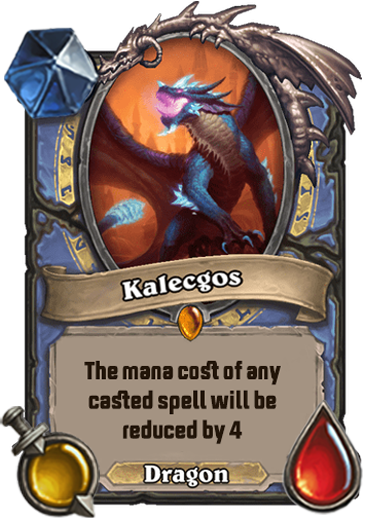 Kalecgos
The mana cost of any
casted spell will be
reduced by 4
Dragon